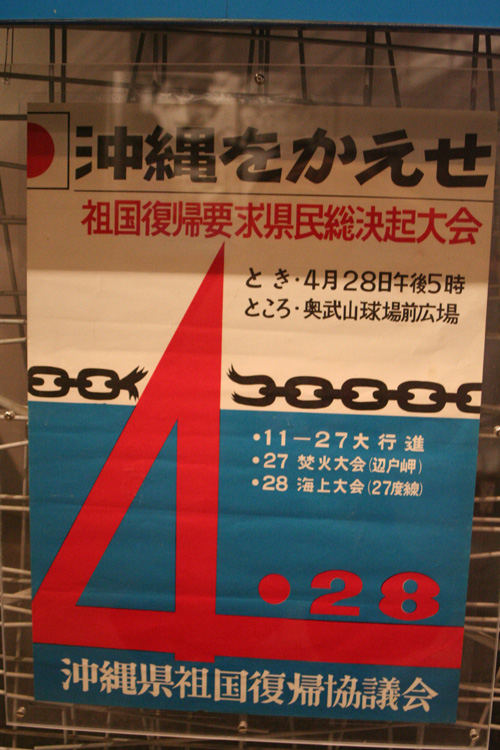 沖縄をかえせ
祖国復帰要求県民総決起大会
とき・4月28日午後5時
ところ・奥武山球場前広場
•11－27大行進
•27 焚火大会(辺戸岬)
•28 海上大会(27度線)
4•28
沖縄県祖国復帰協議会